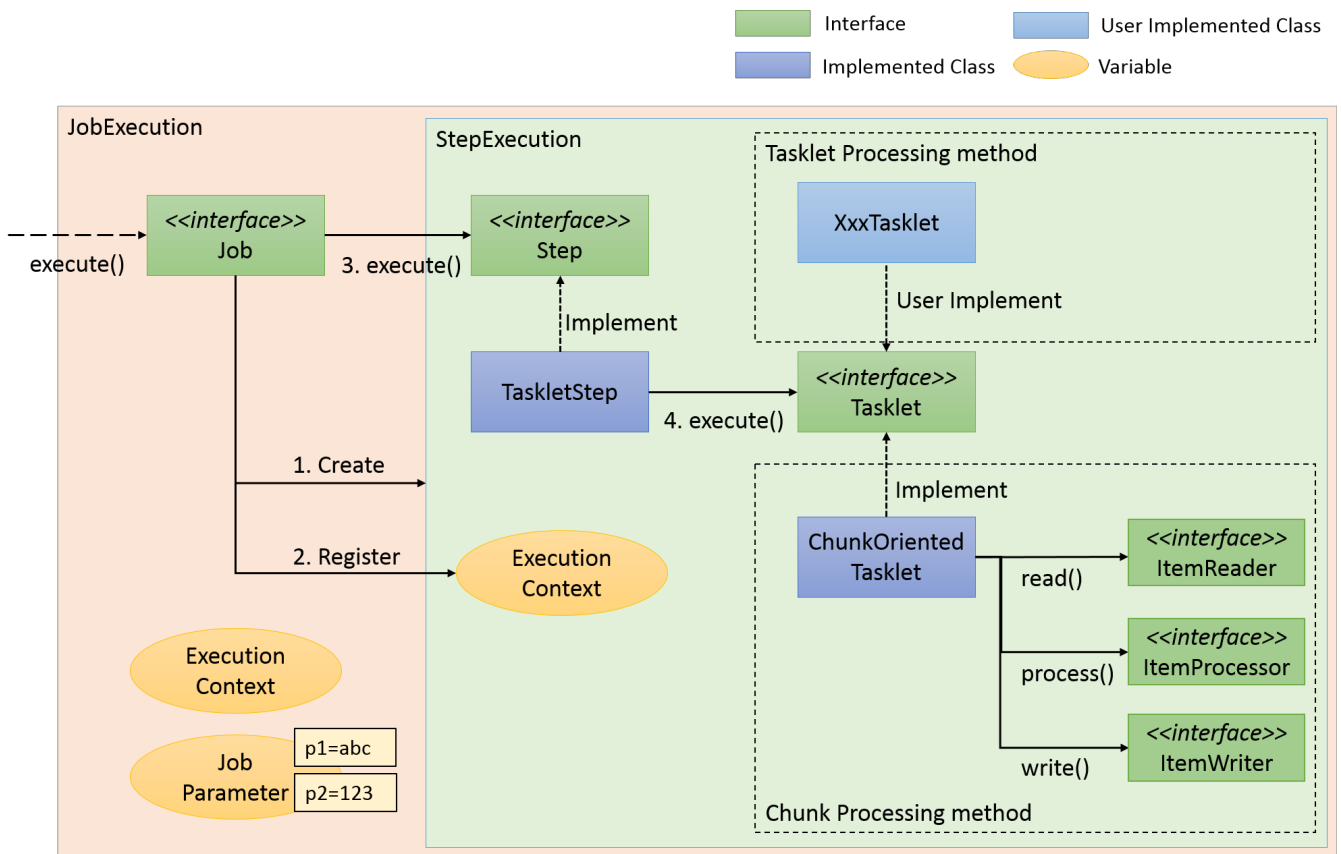 Interface
User Implemented Class
Implemented Class
Variable
JobExecution
StepExecution
Tasklet Processing method
<<interface>>
Job
execute()
3. execute()
<<interface>>
Step
XxxTasklet
User Implement
Implement
TaskletStep
4. execute()
<<interface>>
Tasklet
1. Create
2. Register
Execution
Context
Implement
ChunkOriented
Tasklet
read()
<<interface>>
ItemReader
process()
<<interface>>
ItemProcessor
write()
<<interface>>
ItemWriter
Chunk Processing method
Execution
Context
Job
Parameter
p1=abc
p2=123